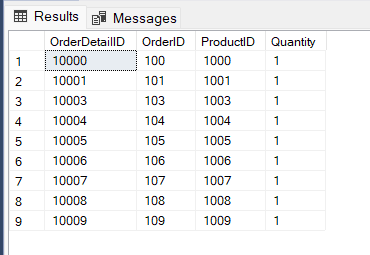 Results Messages
OrderDetailID OrderID ProductID Quantity
1 10000 100 1000 1
2 10001 101 1001 1
3 10003 103 1003 1
4 10004 104 1004 1
5 10005 105 1005 1
6 10006 106 1006 1
7 10007 107 1007 1
8 10008 108 1008 1
9 10009 109 1009 1